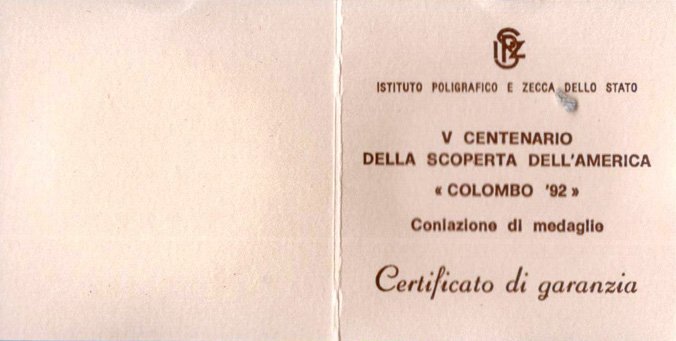 ISTITUTO POLIGRAFICO E ZECCA DELLO STATO
V CENTENARIO
DELLA SCOPERTA DELL'AMERICA
« COLOMBO '92 »
Coniazione di medaglie
Certificato di garanzia